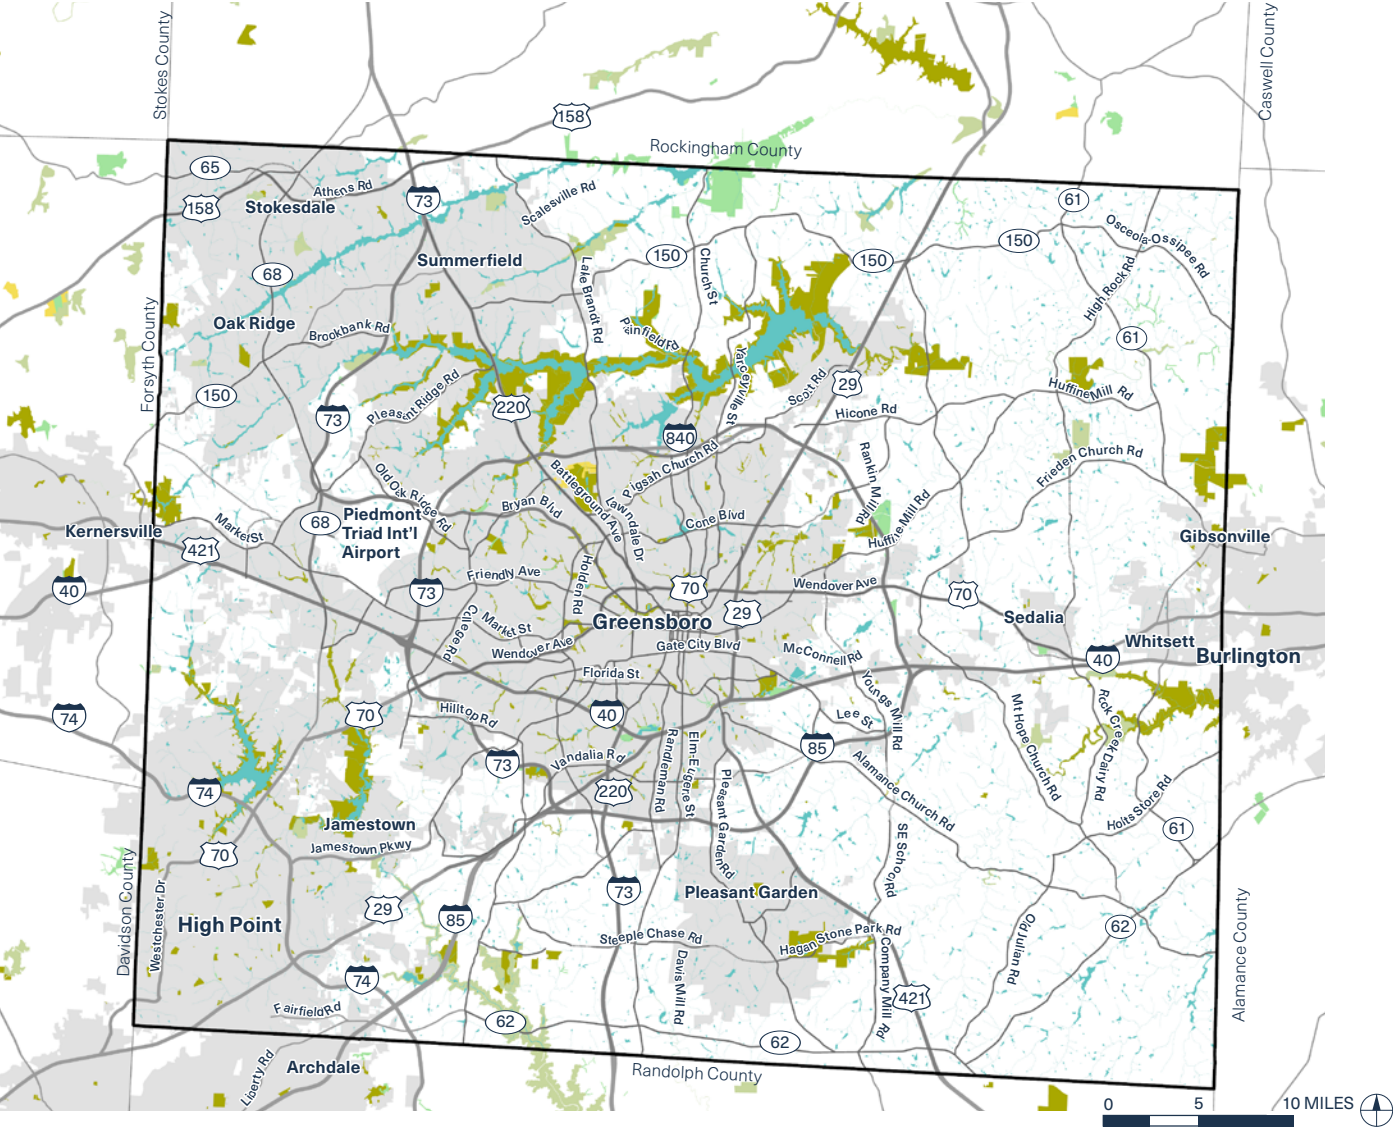 Stokes County
Caswell County
158
Rockingham County
65
Athens Rd
73
Scalesville Rd
61
158
Stokesdale
Osceola-Ossipee Rd
150
150
Church St
150
68
Summerfield
Lake Brandt Rd
High Rock Rd
Forsyth County
Oak Ridge
Brookbank Rd
Plainfield Rd
61
Yanceyville St
Scott Rd
29
Huffine Mill Rd
150
Pleasant Ridge Rd
220
73
Hicone Rd
840
Pisgah Church Rd
Rankin Mill Rd
Frieden Church Rd
Old Oak Ridge Rd
Battleground Ave
Lawndale Dr
Bryan Blvd
Cone Blvd
Huffine Mill Rd
68
Piedmont
Triad Int'l
Airport
Market St
Kernersville
421
Gibsonville
40
73
Friendly Ave
Holden Rd
70
29
Wendover Ave
70
Sedalia
College Rd
Market St
Greensboro
Wendover Ave
Gate City Blvd
McConnell Rd
Whitsett
40
Burlington
Florida St
Youngs Mill Rd
74
70
Hilltop Rd
40
Lee St
Mt Hope Church Rd
Rock Creek Dairy Rd
73
Vandalia Rd
Randleman Rd
Elm Eugene St
85
Alamance Church Rd
74
220
Pleasant Garden Rd
Holts Store Rd
61
Jamestown
Jamestown Pkwy
70
SE School Rd
Davidson County
Westchester Dr
High Point
29
85
73
Pleasant Garden
Alamance County
62
Old Julian Rd
Steeple Chase Rd
Hagan Stone Park Rd
Davis Mill Rd
Company Mill Rd
74
421
Fairfield Rd
62
62
Archdale
Liberty Rd
Randolph County
0 5 10 MILES